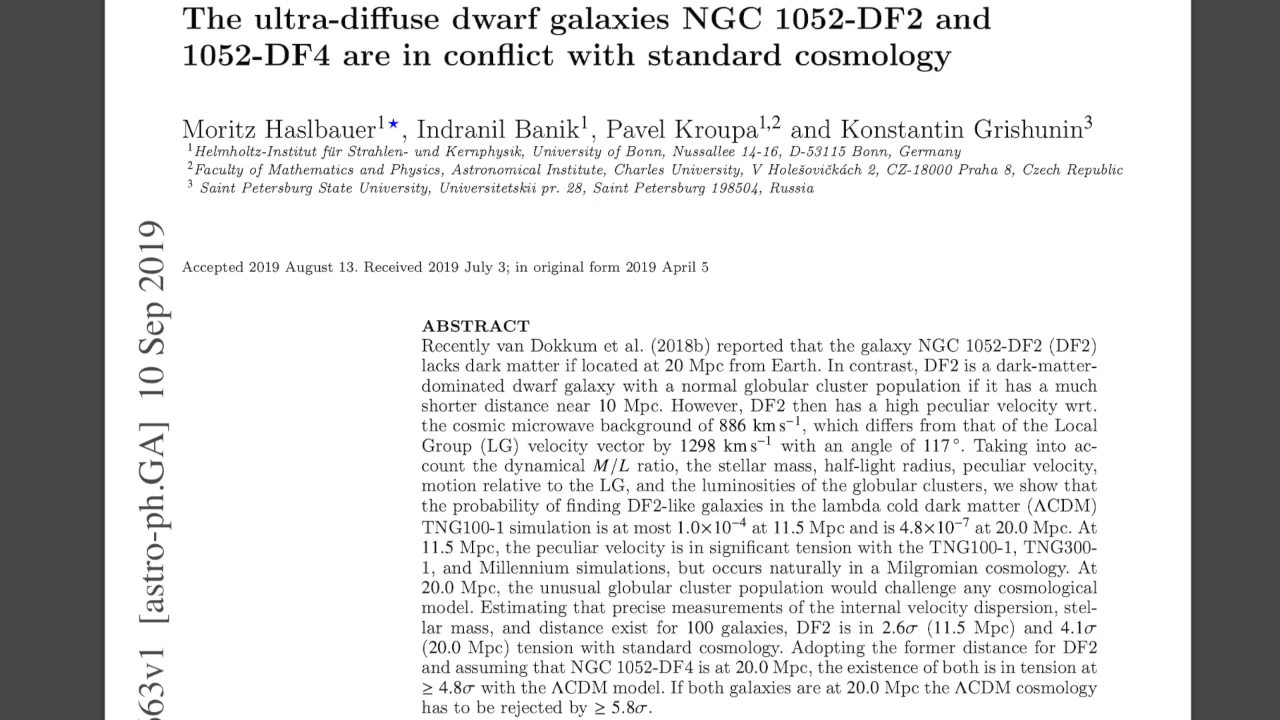 The ultra-diffuse dwarf galaxies NGC 1052-DF2 and
1052-DF4 are in conflict with standard cosmology
Moritz Haslbauer¹★, Indranil Banik¹, Pavel Kroupa¹,² and Konstantin Grishunin³
¹Helmholtz-Institut für Strahlen- und Kernphysik, University of Bonn, Nussallee 14-16, D-53115 Bonn, Germany
²Faculty of Mathematics and Physics, Astronomical Institute, Charles University, V Holešovičkách 2, CZ-18000 Praha 8, Czech Republic
³ Saint Petersburg State University, Universitetskii pr. 28, Saint Petersburg 198504, Russia
Accepted 2019 August 13. Received 2019 July 3; in original form 2019 April 5
ABSTRACT
Recently van Dokkum et al. (2018b) reported that the galaxy NGC 1052-DF2 (DF2)
lacks dark matter if located at 20 Mpc from Earth. In contrast, DF2 is a dark-matter-
dominated dwarf galaxy with a normal globular cluster population if it has a much
shorter distance near 10 Mpc. However, DF2 then has a high peculiar velocity wrt.
the cosmic microwave background of 886 km s⁻¹, which differs from that of the Local
Group (LG) velocity vector by 1298 km s⁻¹ with an angle of 117°. Taking into ac-
count the dynamical M/L ratio, the stellar mass, half-light radius, peculiar velocity,
motion relative to the LG, and the luminosities of the globular clusters, we show that
the probability of finding DF2-like galaxies in the lambda cold dark matter (ΛCDM)
TNG100-1 simulation is at most 1.0×10⁻⁴ at 11.5 Mpc and is 4.8×10⁻⁷ at 20.0 Mpc. At
11.5 Mpc, the peculiar velocity is in significant tension with the TNG100-1, TNG300-
1, and Millennium simulations, but occurs naturally in a Milgromian cosmology. At
20.0 Mpc, the unusual globular cluster population would challenge any cosmological
model. Estimating that precise measurements of the internal velocity dispersion, stel-
lar mass, and distance exist for 100 galaxies, DF2 is in 2.6σ (11.5 Mpc) and 4.1σ
(20.0 Mpc) tension with standard cosmology. Adopting the former distance for DF2
and assuming that NGC 1052-DF4 is at 20.0 Mpc, the existence of both is in tension at
≥ 4.8σ with the ΛCDM model. If both galaxies are at 20.0 Mpc the ΛCDM cosmology
has to be rejected by ≥ 5.8σ.
63v1 [astro-ph.GA] 10 Sep 2019